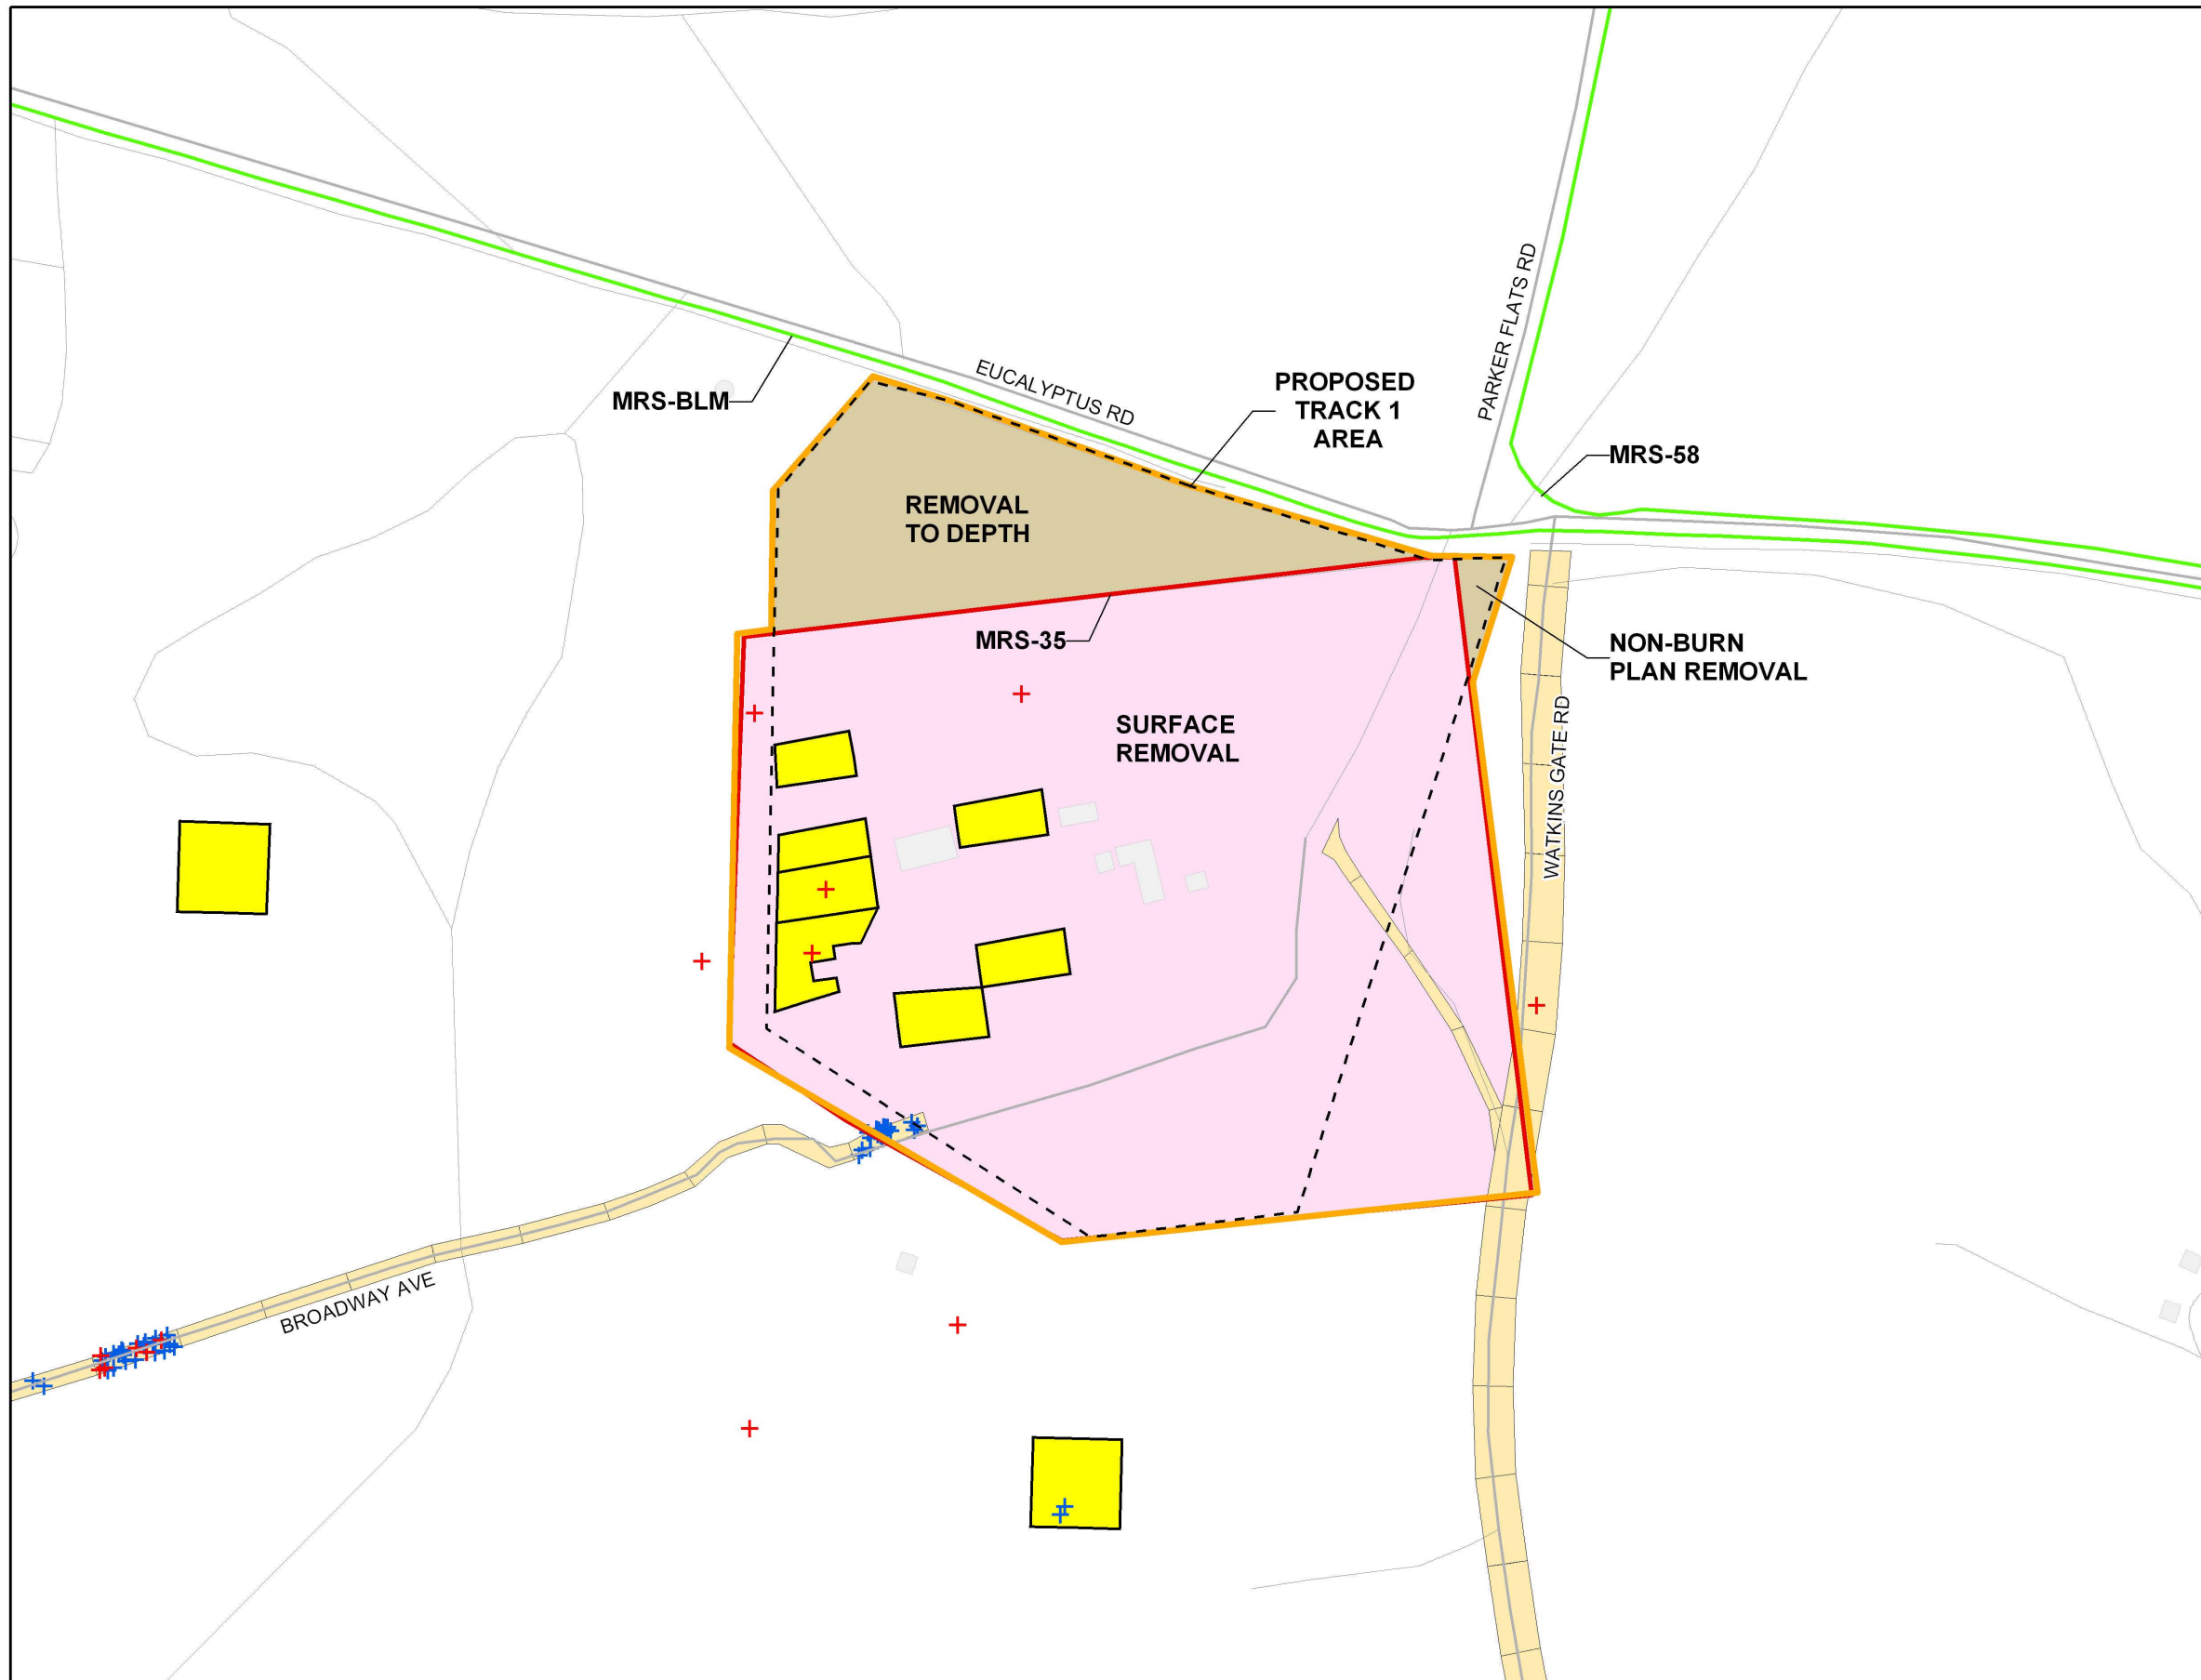 EUCALYPTUS RD
PARKER FLATS RD
PROPOSED
TRACK 1
AREA
MRS-BLM
MRS-58
REMOVAL
TO DEPTH
MRS-35
NON-BURN
PLAN REMOVAL
SURFACE
REMOVAL
WATKINS GATE RD
BROADWAY AVE